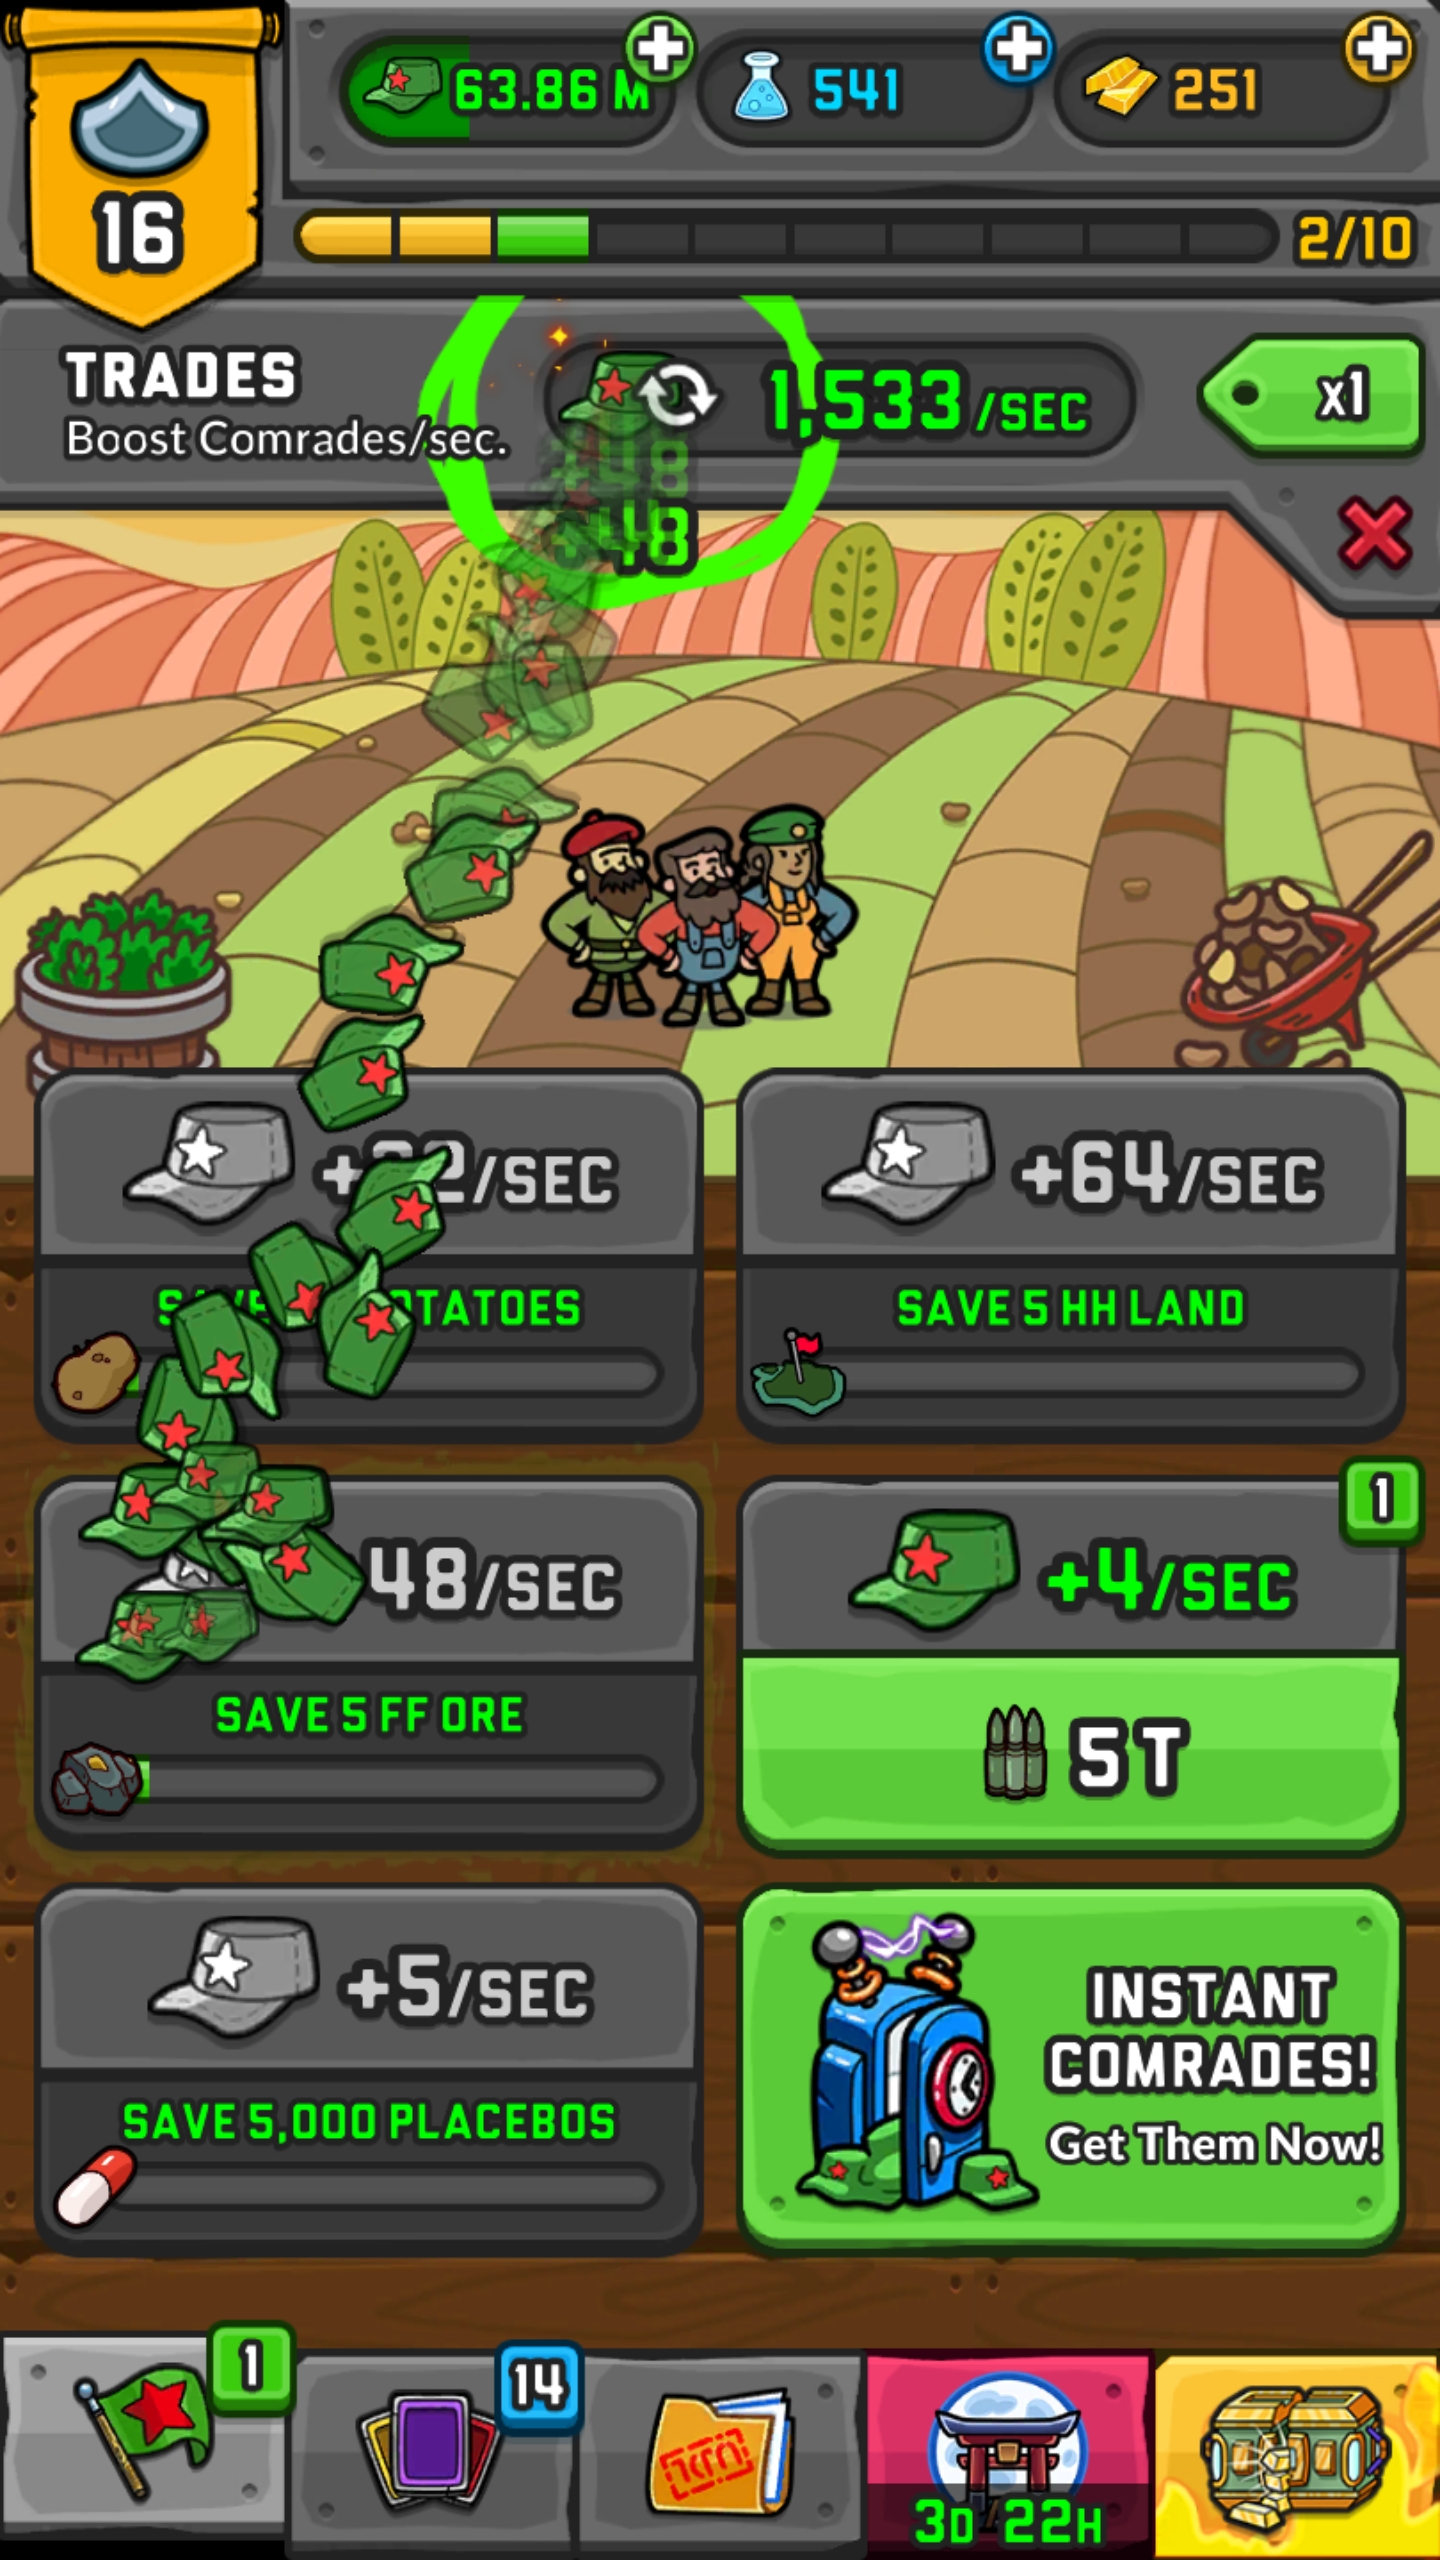 16
63.86 M
541
251
2/10
TRADES
Boost Comrades/sec.
1,533 /SEC
x1
+48
+48
/SEC
+64/SEC
SAVE 5 HH LAND
48/SEC
SAVE 5 FF ORE
1
+4/SEC
5 T
+5/SEC
SAVE 5,000 PLACEBOS
INSTANT
COMRADES!
Get Them Now!
1
14
3D 22H